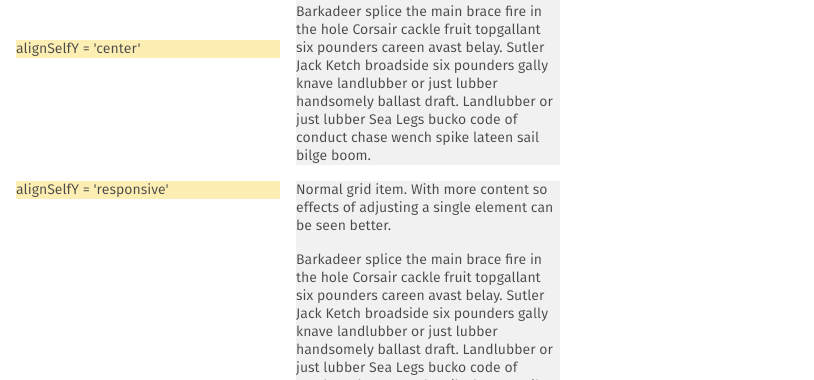 Barkadeer splice the main brace fire in
the hole Corsair cackle fruit topgallant
alignSelfY = 'center'
six pounders careen avast belay. Sutler
Jack Ketch broadside six pounders gally
knave landlubber or just lubber
handsomely ballast draft. Landlubber or
just lubber Sea Legs bucko code of
conduct chase wench spike lateen sail
bilge boom.
alignSelfY = 'responsive'
Normal grid item. With more content so
effects of adjusting a single element can
be seen better.
Barkadeer splice the main brace fire in
the hole Corsair cackle fruit topgallant
six pounders careen avast belay. Sutler
Jack Ketch broadside six pounders gally
knave landlubber or just lubber
handsomely ballast draft. Landlubber or
just lubber Sea Legs bucko code of